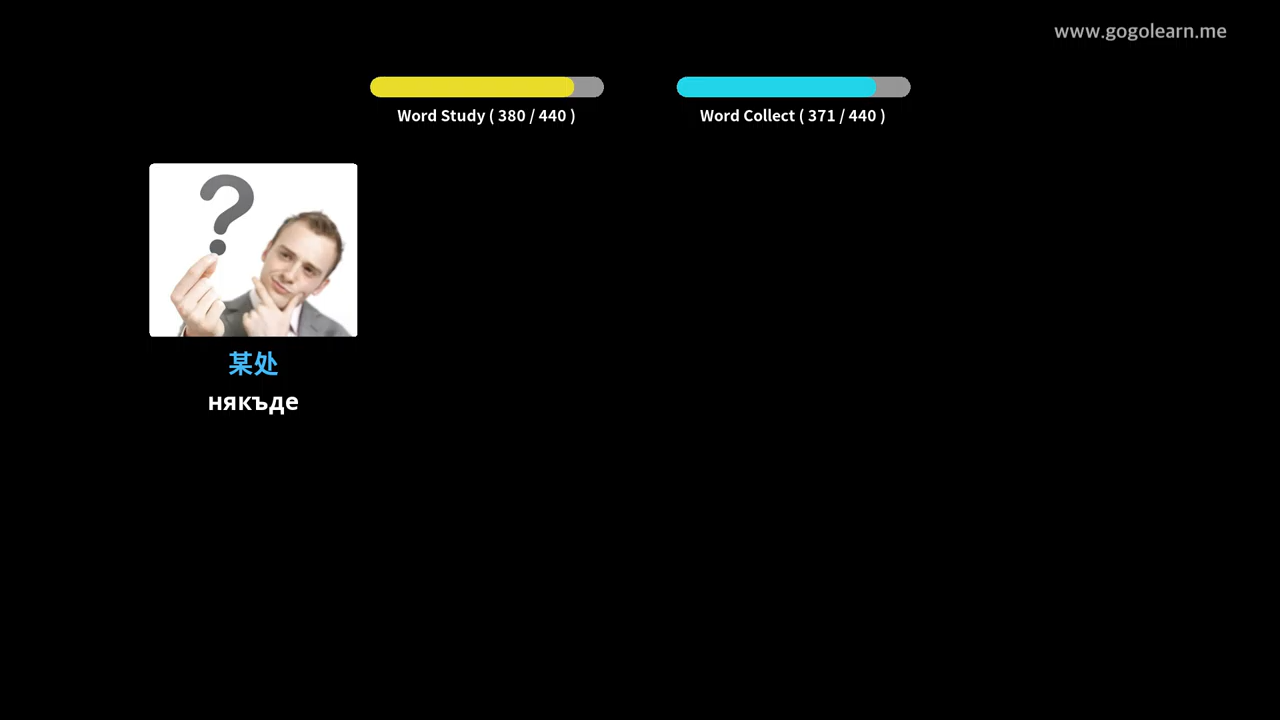 www.gogolearn.me
Word Study ( 380 / 440 )
Word Collect ( 371 / 440 )
?
某处
някъде